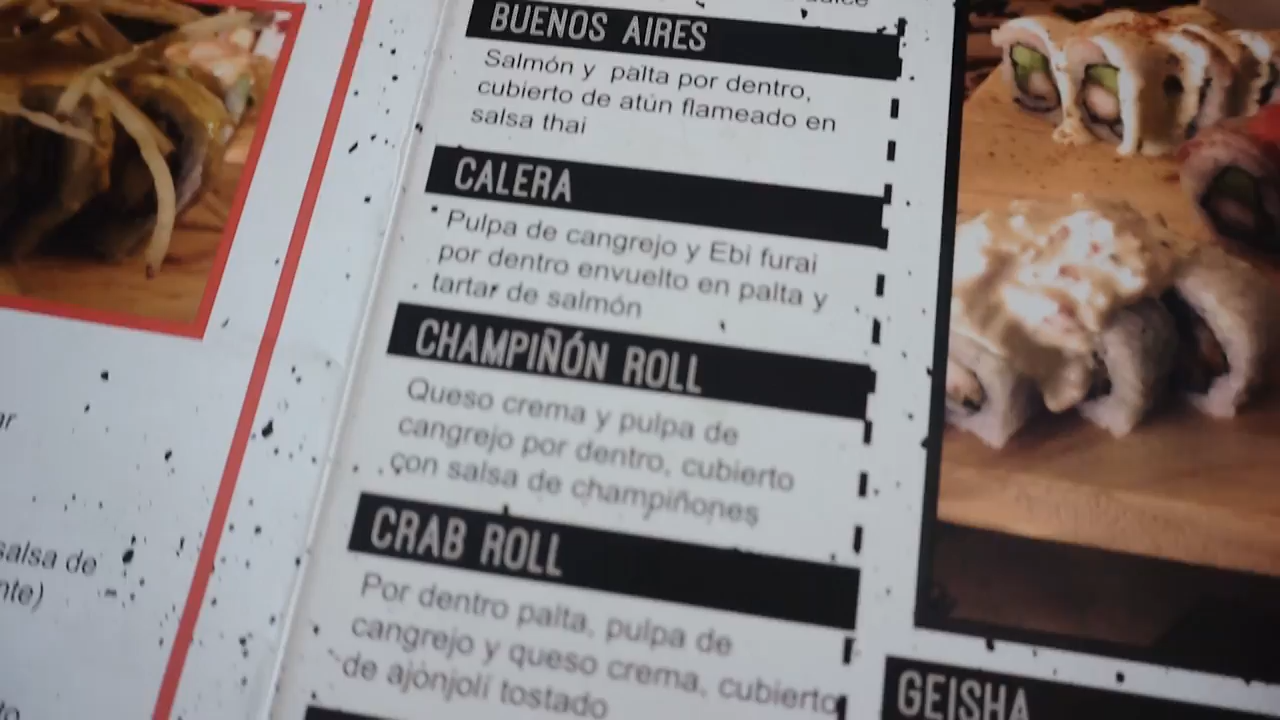 BUENOS AIRES
Salmón y palta por dentro,
cubierto de atún flameado en
salsa thai
CALERA
Pulpa de cangrejo y Ebi furai
por dentro envuelto en palta y
tartar de salmón
CHAMPIÑÓN ROLL
Queso crema y pulpa de
cangrejo por dentro, cubierto
con salsa de champiñones
CRAB ROLL
Por dentro palta, pulpa de
cangrejo y queso crema, cubierto
de ajonjolí tostado
GEISHA
salsa de